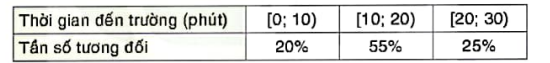 Thời gian đến trường (phút) [0; 10) [10; 20) [20; 30)
Tần số tương đối 20% 55% 25%